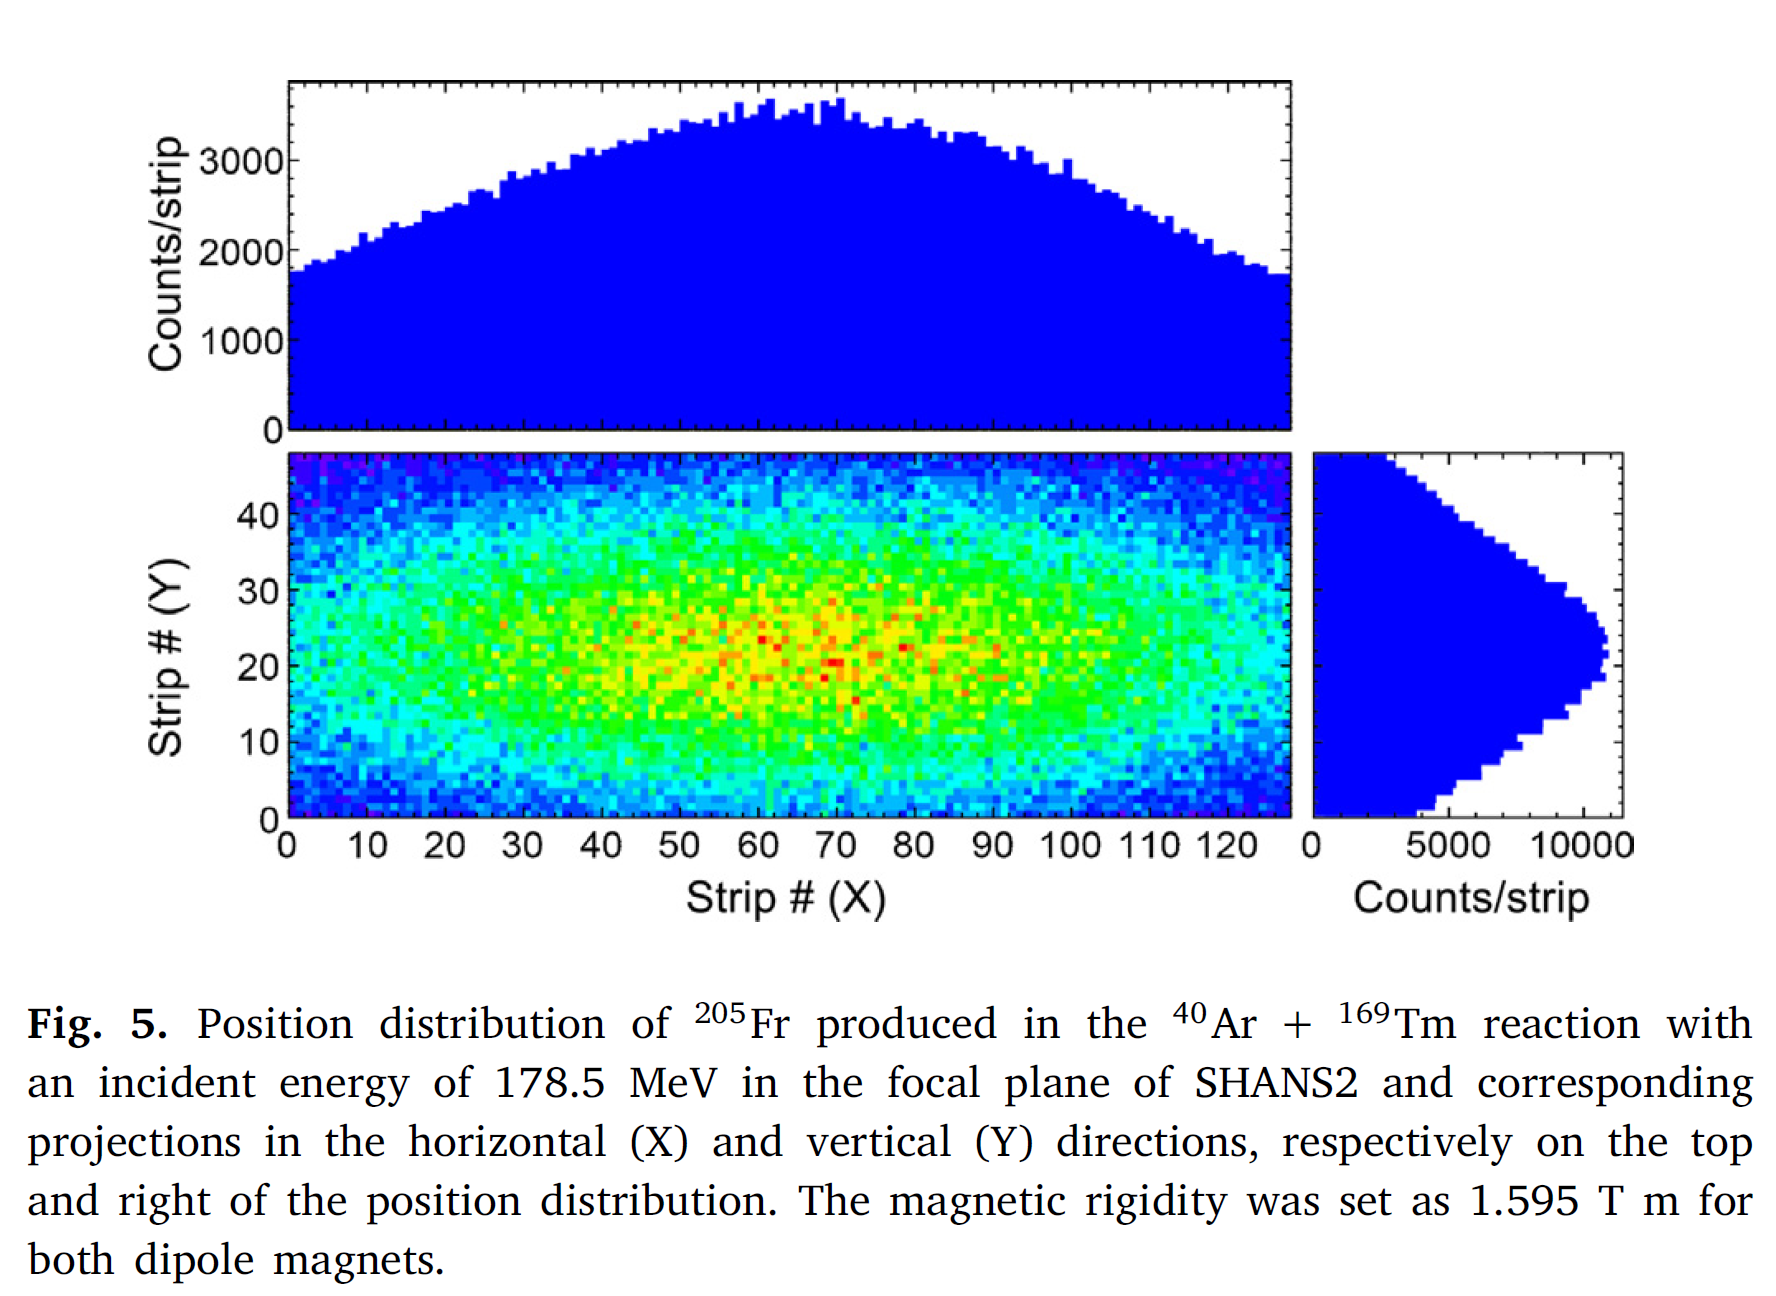 Counts/strip
3000
2000
1000
0
Strip # (Y)
40
30
20
10
0
0 10 20 30 40 50 60 70 80 90 100 110 120
Strip # (X)
0 5000 10000
Counts/strip
Fig. 5. Position distribution of ²⁰⁵Fr produced in the ⁴⁰Ar + ¹⁶⁹Tm reaction with
an incident energy of 178.5 MeV in the focal plane of SHANS2 and corresponding
projections in the horizontal (X) and vertical (Y) directions, respectively on the top
and right of the position distribution. The magnetic rigidity was set as 1.595 T m for
both dipole magnets.